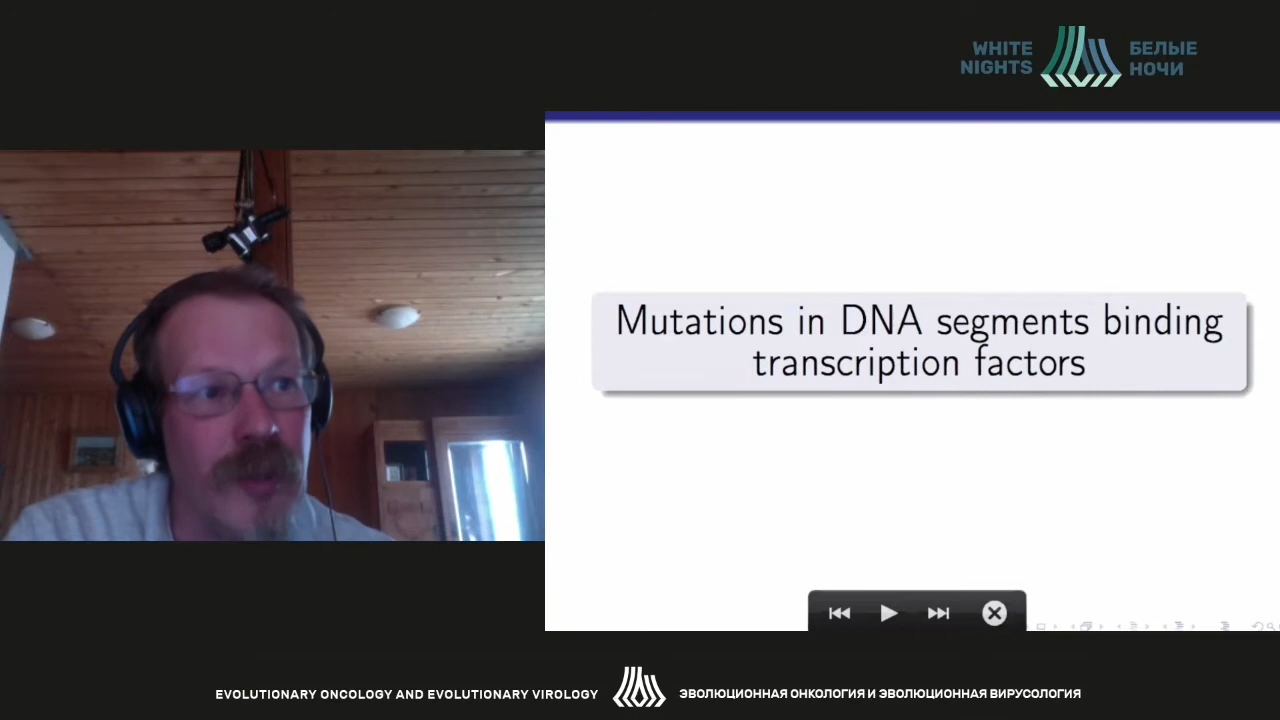 WHITE
NIGHTS
БЕЛЫЕ
НОЧИ
Mutations in DNA segments binding
transcription factors
EVOLUTIONARY ONCOLOGY AND EVOLUTIONARY VIROLOGY
ЭВОЛЮЦИОННАЯ ОНКОЛОГИЯ И ЭВОЛЮЦИОННАЯ ВИРУСОЛОГИЯ